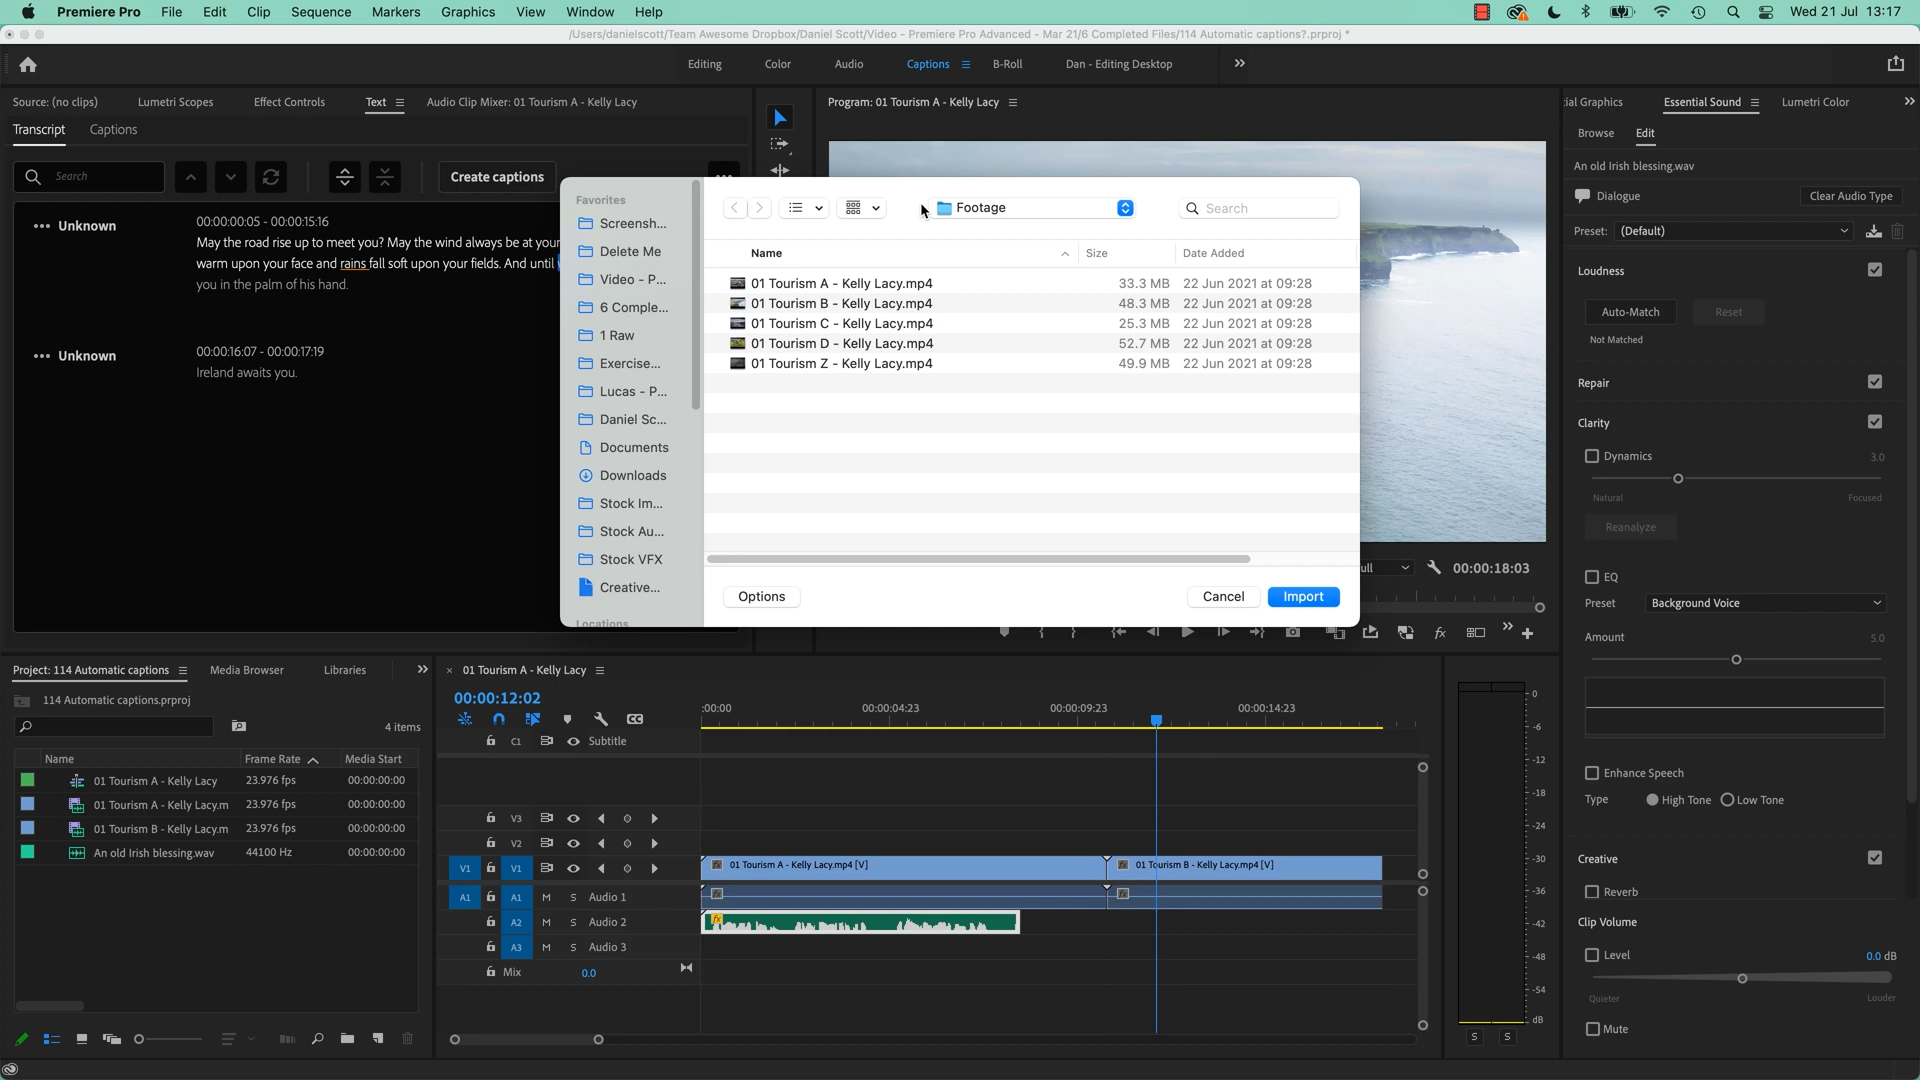 Premiere Pro File Edit Clip Sequence Markers Graphics View Window Help Wed 21 Jul 13:17
/Users/danielscott/Team Awesome Dropbox/Daniel Scott/Video - Premiere Pro Advanced - Mar 21/6 Completed Files/114 Automatic captions?.prproj *
Editing Color Audio Captions B-Roll Dan - Editing Desktop
Source: (no clips) Lumetri Scopes Effect Controls Text Audio Clip Mixer: 01 Tourism A - Kelly Lacy
Transcript Captions
Search Create captions
Unknown 00:00:00:05 - 00:00:15:16
May the road rise up to meet you? May the wind always be at your
warm upon your face and rains fall soft upon your fields. And until
you in the palm of his hand.
Unknown 00:00:16:07 - 00:00:17:19
Ireland awaits you.
Program: 01 Tourism A - Kelly Lacy
Favorites
Screensh...
Delete Me
Video - P...
6 Comple...
1 Raw
Exercise...
Lucas - P...
Daniel Sc...
Documents
Downloads
Stock Im...
Stock Au...
Stock VFX
Creative...
Locations
Footage Search
Name Size Date Added
01 Tourism A - Kelly Lacy.mp4 33.3 MB 22 Jun 2021 at 09:28
01 Tourism B - Kelly Lacy.mp4 48.3 MB 22 Jun 2021 at 09:28
01 Tourism C - Kelly Lacy.mp4 25.3 MB 22 Jun 2021 at 09:28
01 Tourism D - Kelly Lacy.mp4 52.7 MB 22 Jun 2021 at 09:28
01 Tourism Z - Kelly Lacy.mp4 49.9 MB 22 Jun 2021 at 09:28
Options Cancel Import
ull 00:00:18:03
ial Graphics Essential Sound Lumetri Color
Browse Edit
An old Irish blessing.wav
Dialogue Clear Audio Type
Preset: (Default)
Loudness
Auto-Match Reset
Not Matched
Repair
Clarity
Dynamics 3.0
Natural Focused
Reanalyze
EQ
Preset Background Voice
Amount 5.0
Enhance Speech
Type High Tone Low Tone
Creative
Reverb
Clip Volume
Level 0.0 dB
Quieter Louder
Mute
Project: 114 Automatic captions Media Browser Libraries
114 Automatic captions.prproj
4 items
Name Frame Rate Media Start
01 Tourism A - Kelly Lacy 23.976 fps 00:00:00:00
01 Tourism A - Kelly Lacy.m 23.976 fps 00:00:00:00
01 Tourism B - Kelly Lacy.m 23.976 fps 00:00:00:00
An old Irish blessing.wav 44100 Hz 00:00:00:00
× 01 Tourism A - Kelly Lacy
00:00:12:02
:00:00 00:00:04:23 00:00:09:23 00:00:14:23
CC
C1 Subtitle
V3
V2
V1 V1 fx 01 Tourism A - Kelly Lacy.mp4 [V] fx 01 Tourism B - Kelly Lacy.mp4 [V]
A1 A1 M S Audio 1 fx fx
A2 M S Audio 2 fx
A3 M S Audio 3
Mix 0.0
0
-6
-12
-18
-24
-30
-36
-42
-48
-54
dB
S S
fx